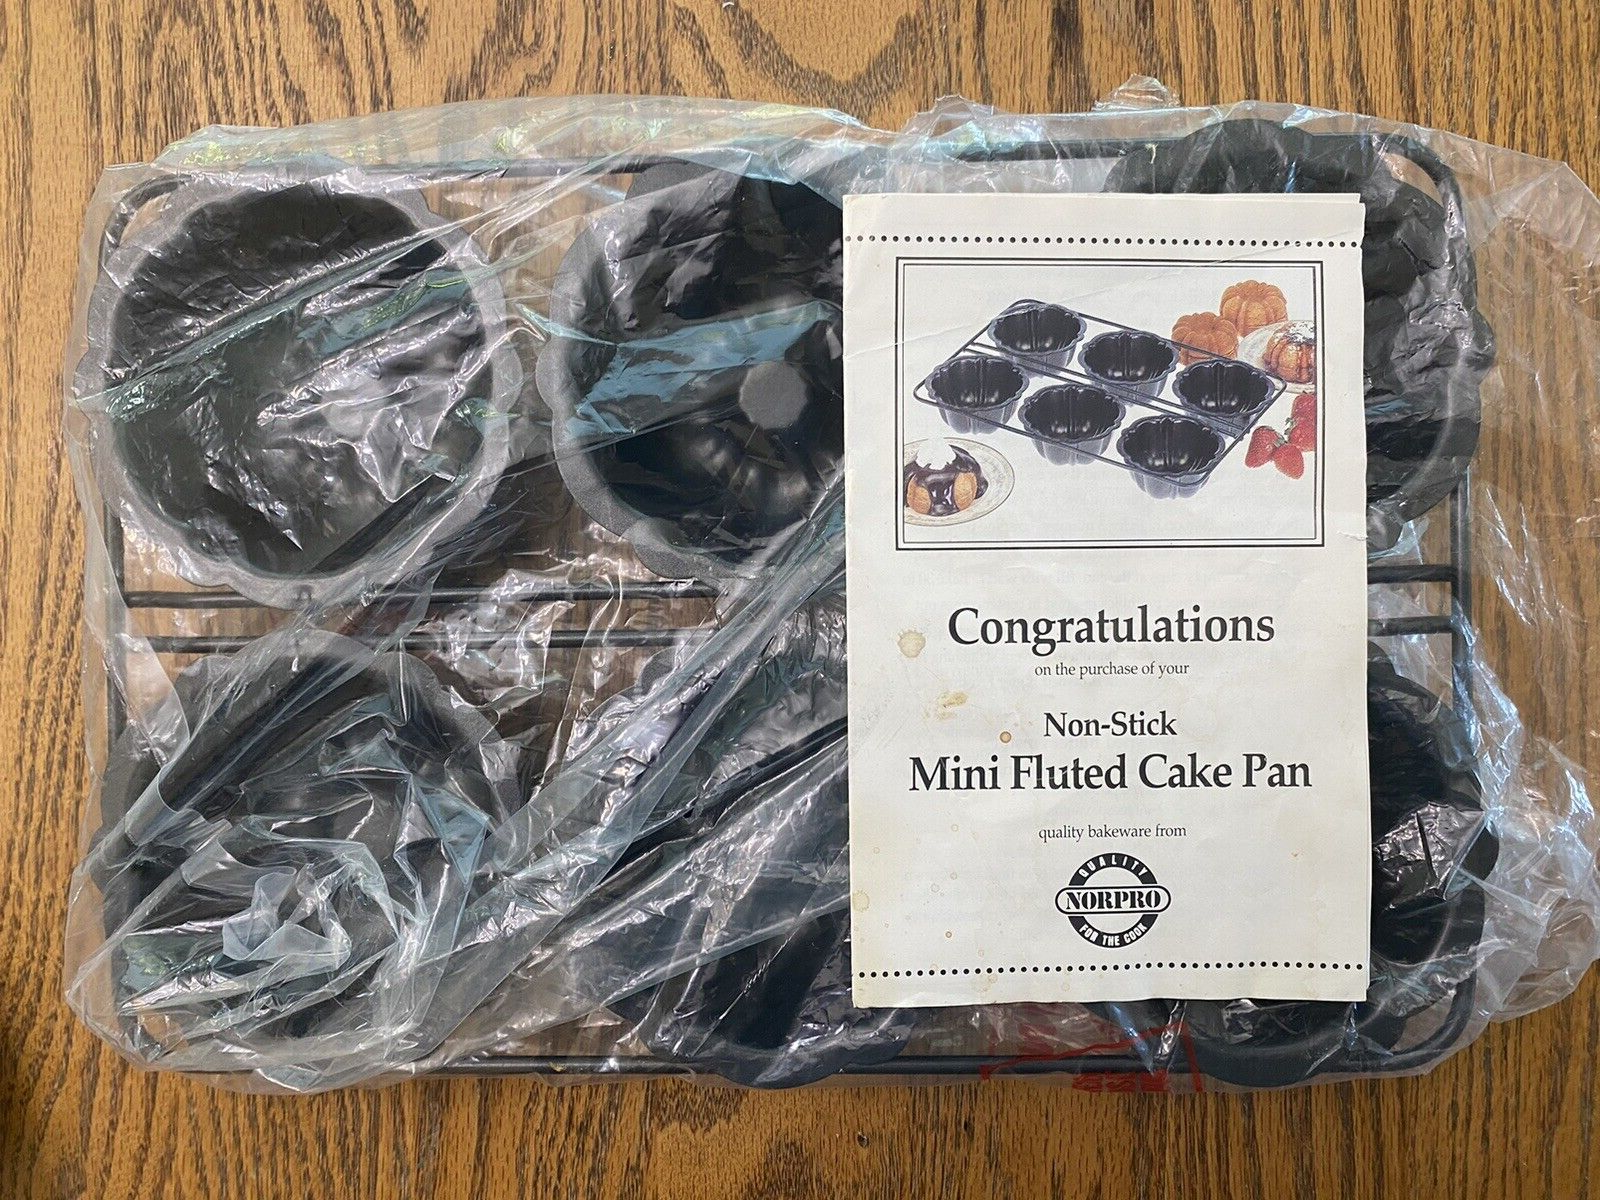 Congratulations
on the purchase of your
Non-Stick
Mini Fluted Cake Pan
quality bakeware from
QUALITY
NORPRO
FOR THE COOK